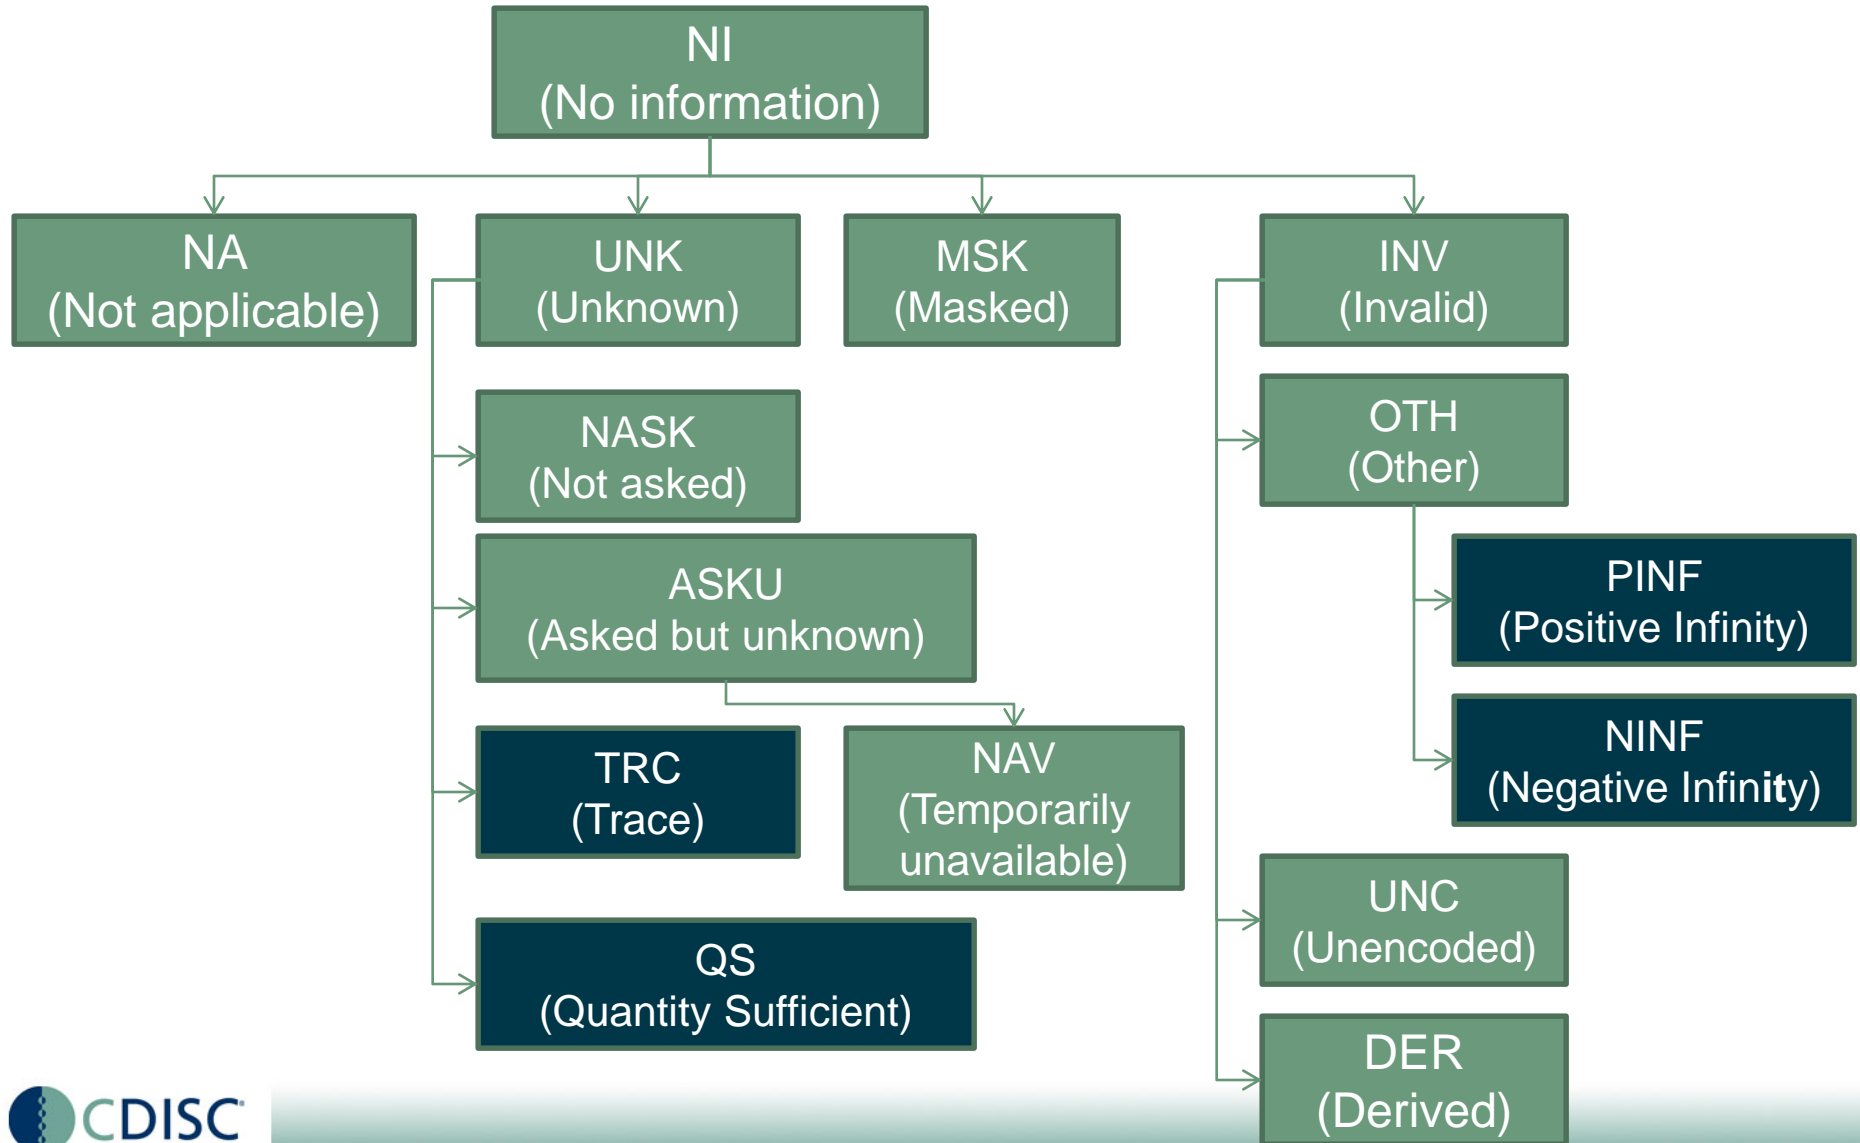 NI
(No information)
NA
(Not applicable)
UNK
(Unknown)
MSK
(Masked)
INV
(Invalid)
NASK
(Not asked)
OTH
(Other)
ASKU
(Asked but unknown)
PINF
(Positive Infinity)
TRC
(Trace)
NAV
(Temporarily
unavailable)
NINF
(Negative Infinity)
QS
(Quantity Sufficient)
UNC
(Unencoded)
DER
(Derived)
CDISC